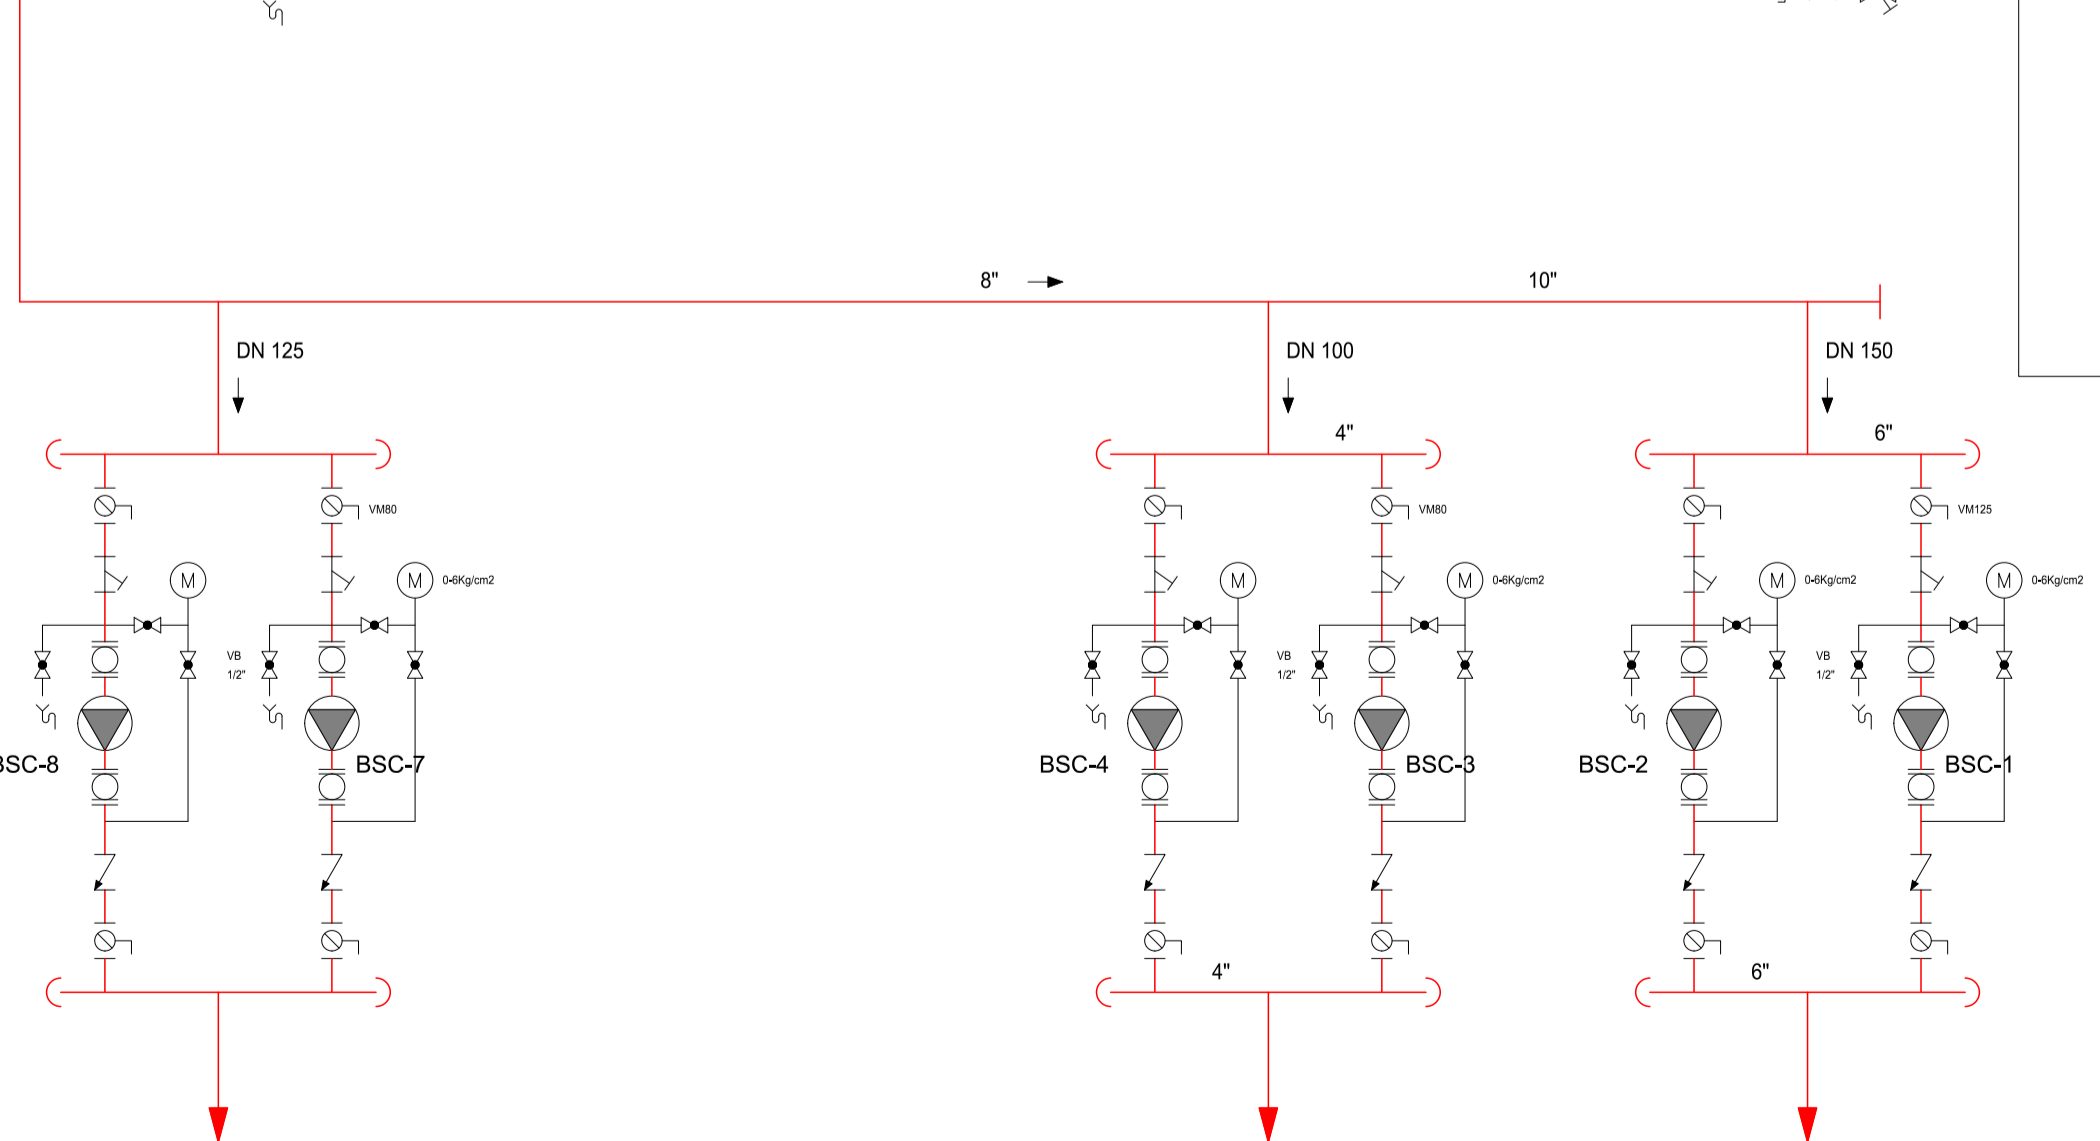 8" 10"
DN 125 DN 100 DN 150
4" 6"
VM80 VM80 VM125
M M 0-6Kg/cm2 M M 0-6Kg/cm2 M 0-6Kg/cm2 M 0-6Kg/cm2
VB VB VB
1/2" 1/2" 1/2"
BSC-8 BSC-7 BSC-4 BSC-3 BSC-2 BSC-1
4" 6"